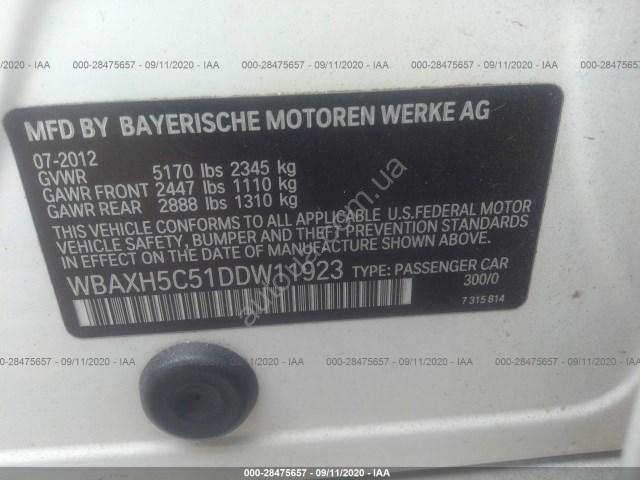 000-28475657 - 09/11/2020 - IAA
MFD BY BAYERISCHE MOTOREN WERKE AG
07-2012
GVWR 5170 lbs 2345 kg
GAWR FRONT 2447 lbs 1110 kg
GAWR REAR 2888 lbs 1310 kg
THIS VEHICLE CONFORMS TO ALL APPLICABLE U.S.FEDERAL MOTOR
VEHICLE SAFETY, BUMPER AND THEFT PREVENTION STANDARDS
IN EFFECT ON THE DATE OF MANUFACTURE SHOWN ABOVE.
WBAXH5C51DDW11923 TYPE: PASSENGER CAR
300/0
7 315 814
000-28475657 - 09/11/2020 - IAA
000-28475657 - 09/11/2020 - IAA